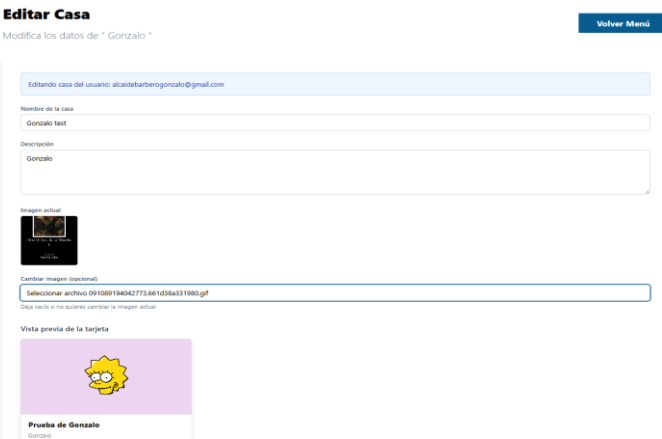 Editar Casa
Volver Menú
Modifica los datos de " Gonzalo "
Editando casa del usuario: alcaidebarberogonzalo@gmail.com
Nombre de la casa
Gonzalo test
Descripción
Gonzalo
Imagen actual
Cambiar imagen (opcional)
Seleccionar archivo 091089194042773.661d38a331980.gif
Deja vacío si no quieres cambiar la imagen actual
Vista previa de la tarjeta
Prueba de Gonzalo
Gonzalo